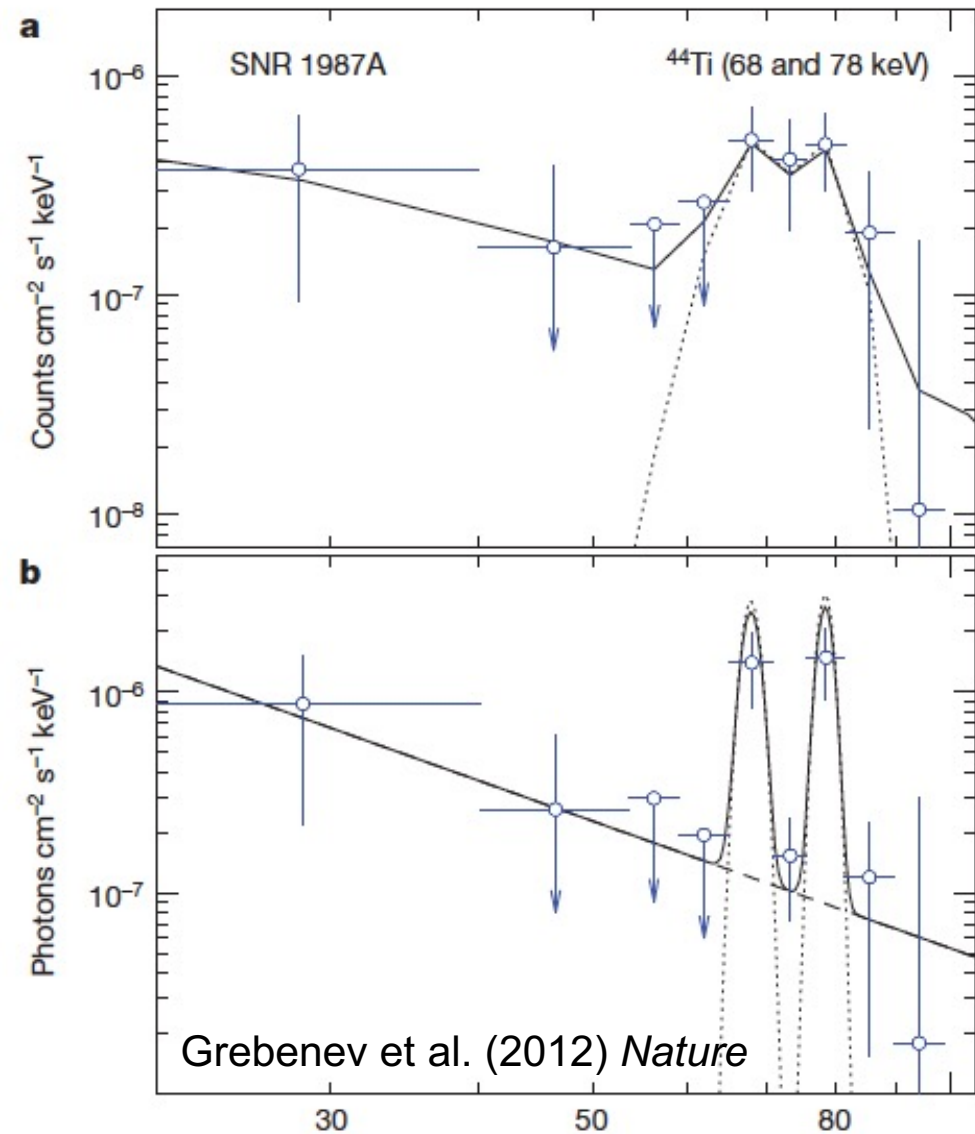 a
SNR 1987A
⁴⁴Ti (68 and 78 keV)
10⁻⁶
10⁻⁷
10⁻⁸
Counts cm⁻² s⁻¹ keV⁻¹
b
10⁻⁶
10⁻⁷
Photons cm⁻² s⁻¹ keV⁻¹
Grebenev et al. (2012) Nature
30
50
80